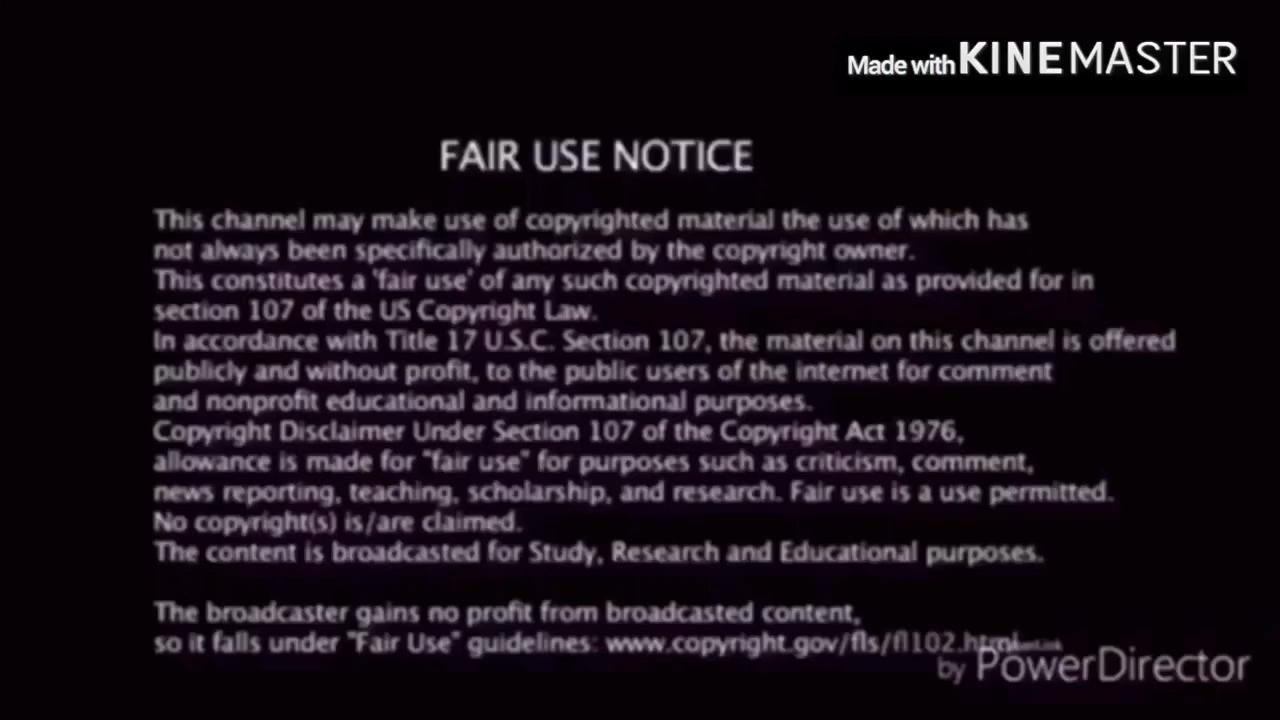 Made with KINEMASTER
FAIR USE NOTICE
This channel may make use of copyrighted material the use of which has
not always been specifically authorized by the copyright owner.
This constitutes a 'fair use' of any such copyrighted material as provided for in
section 107 of the US Copyright Law.
In accordance with Title 17 U.S.C. Section 107, the material on this channel is offered
publicly and without profit, to the public users of the internet for comment
and nonprofit educational and informational purposes.
Copyright Disclaimer Under Section 107 of the Copyright Act 1976,
allowance is made for "fair use" for purposes such as criticism, comment,
news reporting, teaching, scholarship, and research. Fair use is a use permitted.
No copyright(s) is/are claimed.
The content is broadcasted for Study, Research and Educational purposes.
The broadcaster gains no profit from broadcasted content,
so it falls under "Fair Use" guidelines: www.copyright.gov/fls/fl102.html
by PowerDirector